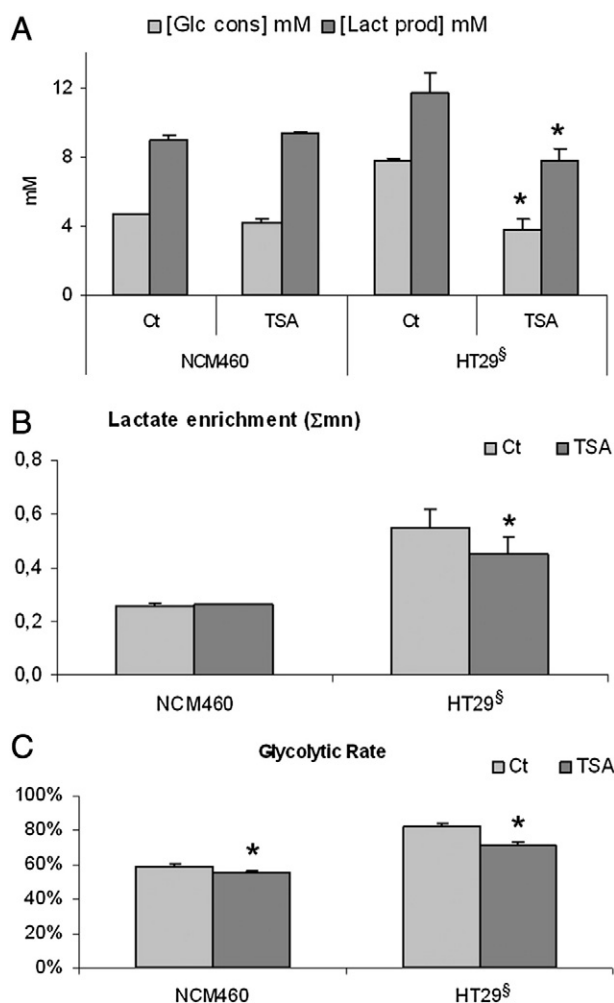 A
[Glc cons] mM [Lact prod] mM
12
8
4
0
mM
* *
Ct TSA Ct TSA
NCM460 HT29§
B
Lactate enrichment (Σmn)
Ct TSA
0,8
0,6
0,4
0,2
0,0
*
NCM460 HT29§
C
Glycolytic Rate
Ct TSA
100%
80%
60%
40%
20%
0%
* *
NCM460 HT29§